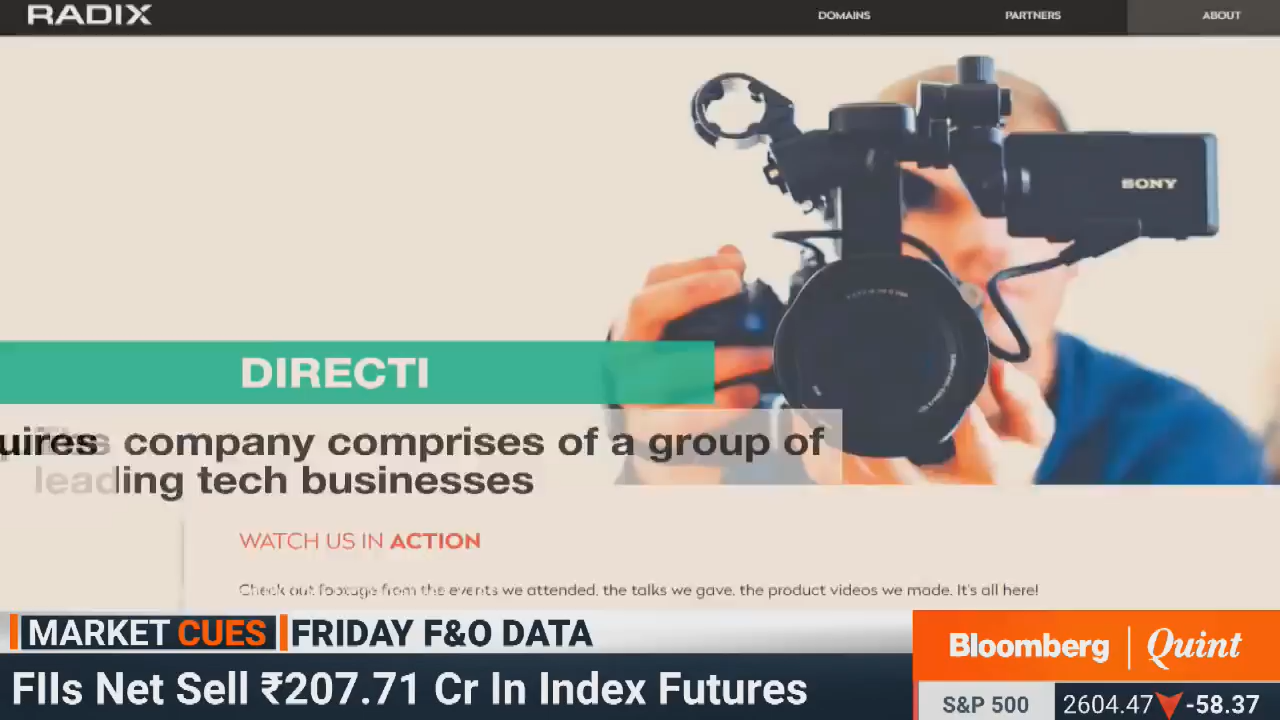 RADIX
DOMAINS PARTNERS ABOUT
SONY
DIRECTI
company comprises of a group of
leading tech businesses
WATCH US IN ACTION
Check out footage from the events we attended, the talks we gave, the product videos we made. It's all here!
MARKET CUES FRIDAY F&O DATA
Bloomberg | Quint
FIIs Net Sell ₹207.71 Cr In Index Futures
S&P 500 2604.47 -58.37